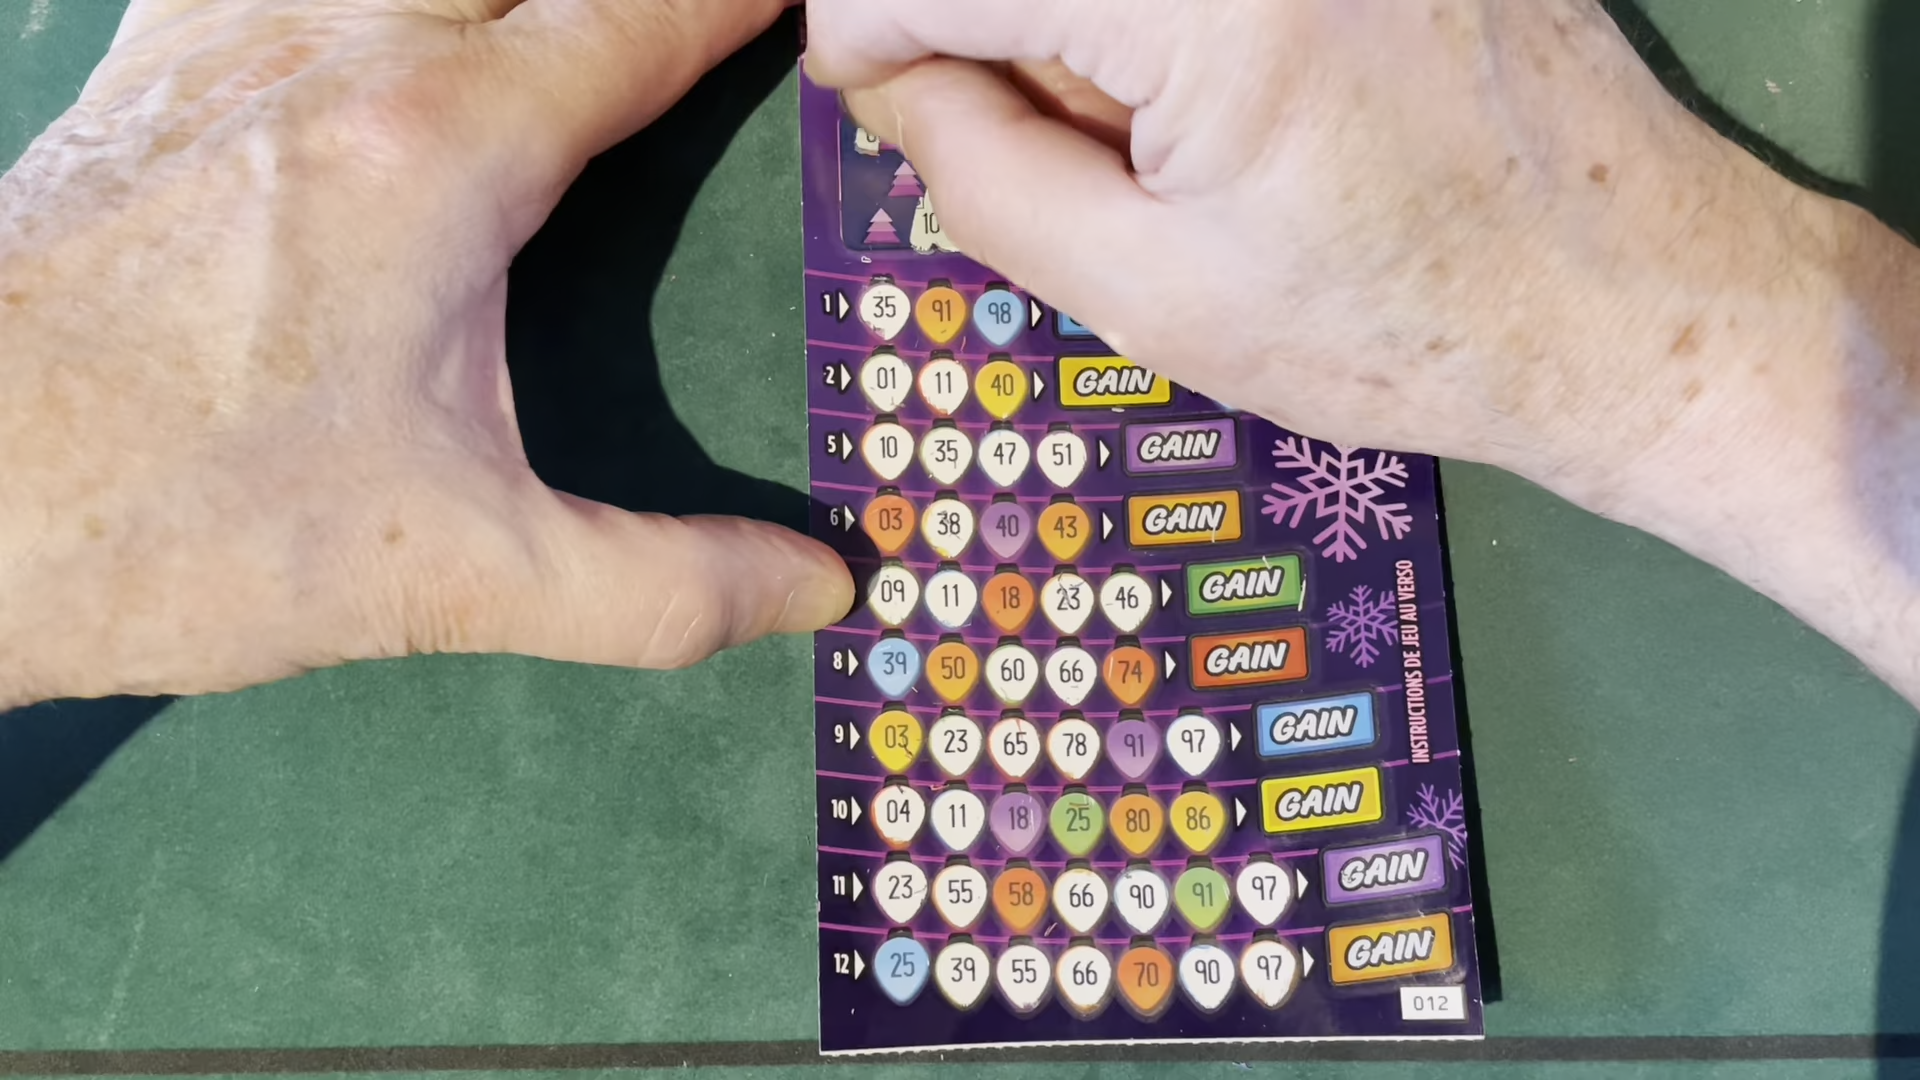 10
1 35 91 98
2 01 11 40 GAIN
5 10 35 47 51 GAIN
6 03 38 40 43 GAIN
09 11 18 23 46 GAIN
8 39 50 60 66 74 GAIN
9 03 23 65 78 91 97 GAIN
10 04 11 18 25 80 86 GAIN
11 23 55 58 66 90 91 97 GAIN
12 25 39 55 66 70 90 97 GAIN
INSTRUCTIONS DE JEU AU VERSO
012